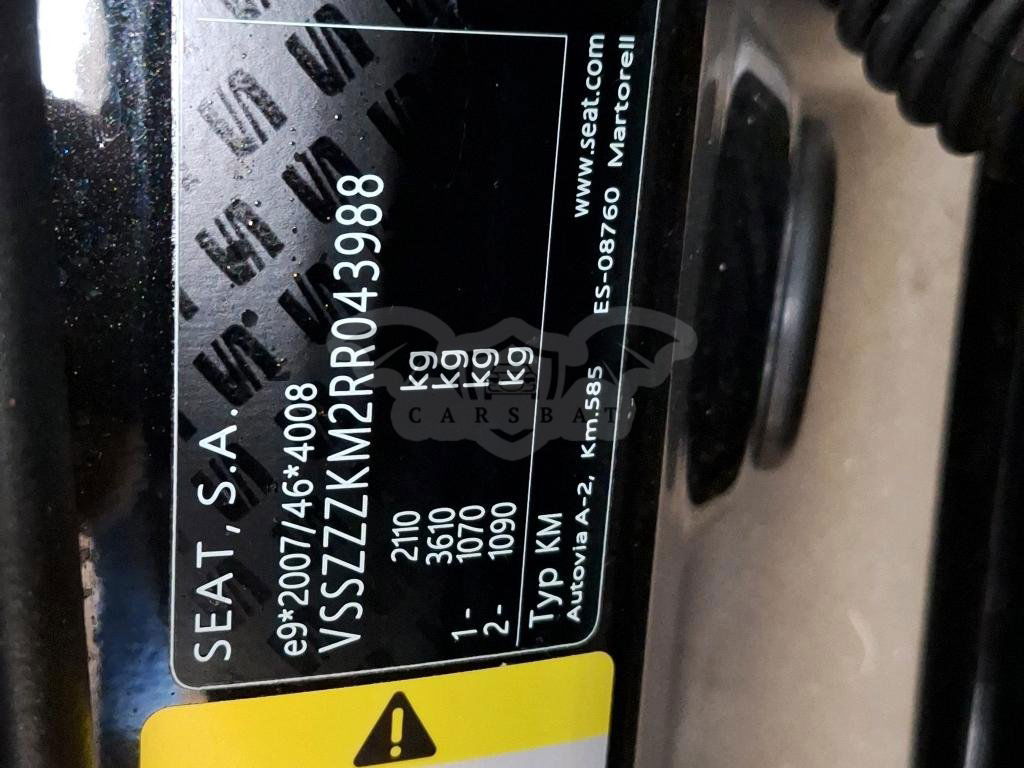 SEAT, S.A.
e9*2007/46*4008
VSSZZZKM2RR043988
2110 kg
3610 kg
1- 1070 kg
2- 1090 kg
Typ KM
www.seat.com
Autovia A-2, Km.585 ES-08760 Martorell
CARSBAT